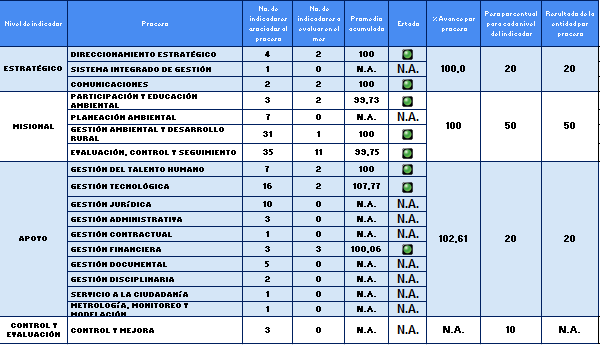 Nivel de indicador Proceso No. de indicadores asociados al proceso No. de indicadores a evaluar en el mes Promedio acumulado Estado % Avance por proceso Peso porcentual para cada nivel del indicador Resultado de la entidad por proceso
ESTRATÉGICO DIRECCIONAMIENTO ESTRATÉGICO 4 2 100 100,0 20 20
SISTEMA INTEGRADO DE GESTIÓN 1 0 N.A. N.A.
COMUNICACIONES 2 2 100
MISIONAL PARTICIPACIÓN Y EDUCACIÓN AMBIENTAL 3 2 99,73 100 50 50
PLANEACIÓN AMBIENTAL 7 0 N.A. N.A.
GESTIÓN AMBIENTAL Y DESARROLLO RURAL 31 1 100
EVALUACIÓN, CONTROL Y SEGUIMIENTO 35 11 99,75
APOYO GESTIÓN DEL TALENTO HUMANO 7 2 100 102,61 20 20
GESTIÓN TECNOLÓGICA 16 2 107,77
GESTIÓN JURÍDICA 10 0 N.A. N.A.
GESTIÓN ADMINISTRATIVA 3 0 N.A. N.A.
GESTIÓN CONTRACTUAL 1 0 N.A. N.A.
GESTIÓN FINANCIERA 3 3 100,06
GESTIÓN DOCUMENTAL 5 0 N.A. N.A.
GESTIÓN DISCIPLINARIA 2 0 N.A. N.A.
SERVICIO A LA CIUDADANÍA 1 0 N.A. N.A.
METROLOGÍA, MONITOREO Y MODELACIÓN 1 0 N.A. N.A.
CONTROL Y EVALUACIÓN CONTROL Y MEJORA 3 0 N.A. N.A. N.A. 10 N.A.